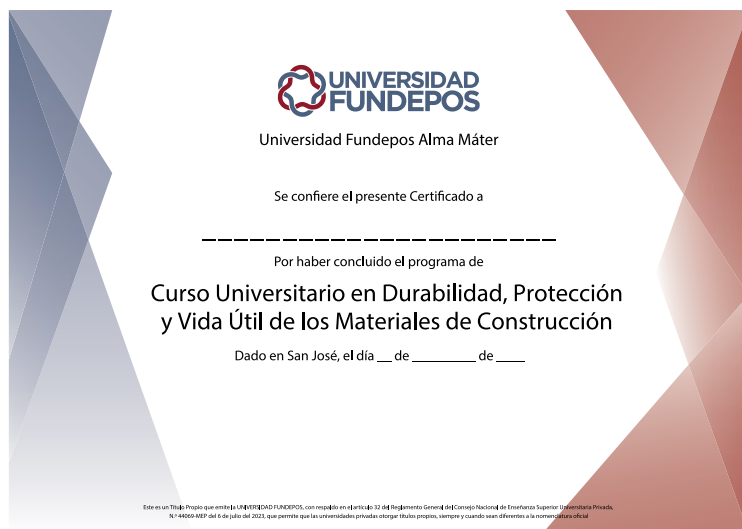 UNIVERSIDAD
FUNDEPOS
Universidad Fundepos Alma Máter
Se confiere el presente Certificado a
_ _ _ _ _ _ _ _ _ _ _ _ _ _ _ _ _ _ _ _ _ _
Por haber concluido el programa de
Curso Universitario en Durabilidad, Protección
y Vida Útil de los Materiales de Construcción
Dado en San José, el día __ de ________ de ____
Este es un Título Propio que emite la UNIVERSIDAD FUNDEPOS, con respaldo en el artículo 32 del Reglamento General del Consejo Nacional de Enseñanza Superior Universitaria Privada,
N.º 44069-MEP del 6 de julio del 2023, que permite que las universidades privadas otorgar títulos propios, siempre y cuando sean diferentes a la nomenclatura oficial